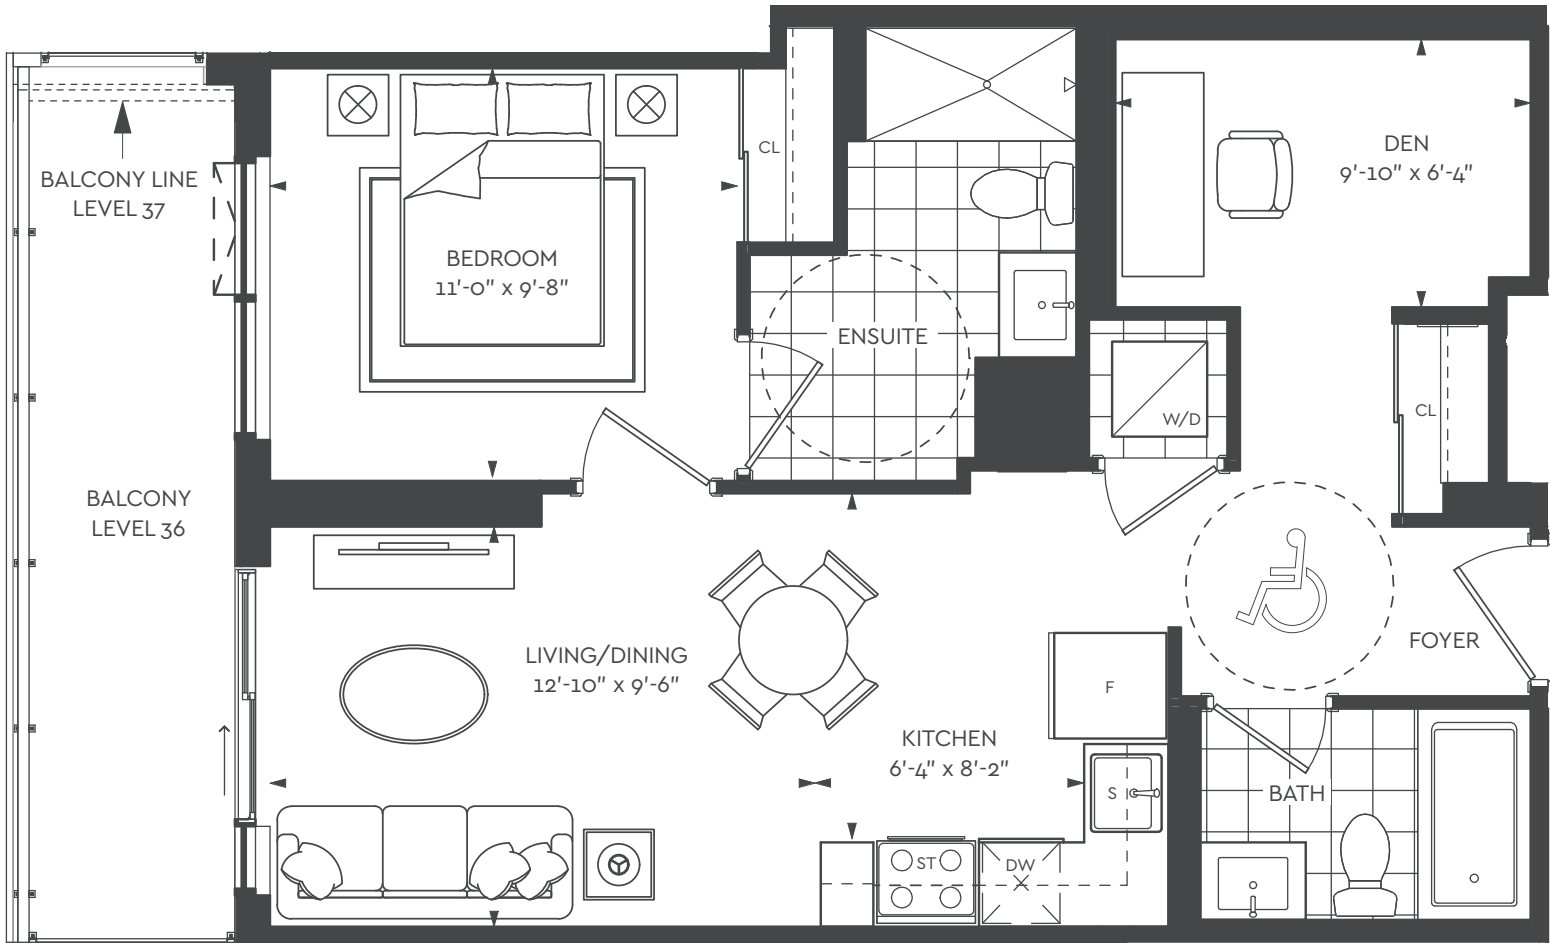 BALCONY LINE
LEVEL 37
BEDROOM
11'-0" x 9'-8"
CL
ENSUITE
DEN
9'-10" x 6'-4"
W/D
CL
BALCONY
LEVEL 36
LIVING/DINING
12'-10" x 9'-6"
KITCHEN
6'-4" x 8'-2"
F
FOYER
S
BATH
ST
DW